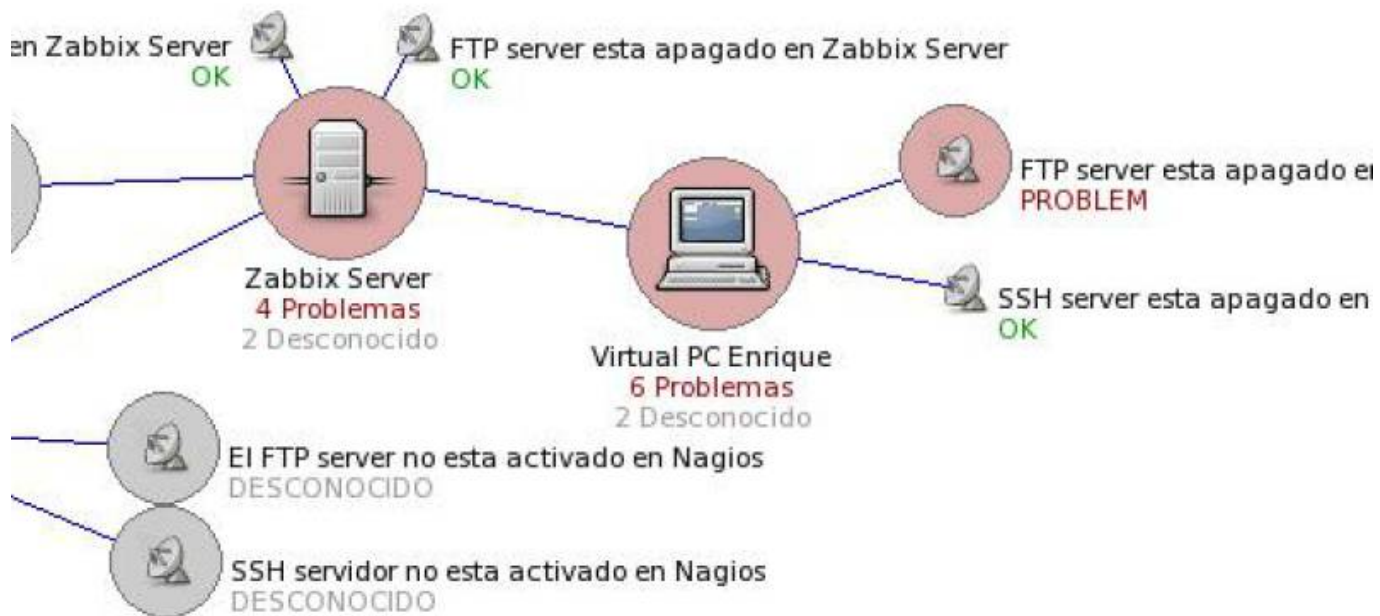 en Zabbix Server
OK
FTP server esta apagado en Zabbix Server
OK
FTP server esta apagado en
PROBLEM
Zabbix Server
4 Problemas
2 Desconocido
SSH server esta apagado en
OK
Virtual PC Enrique
6 Problemas
2 Desconocido
El FTP server no esta activado en Nagios
DESCONOCIDO
SSH servidor no esta activado en Nagios
DESCONOCIDO